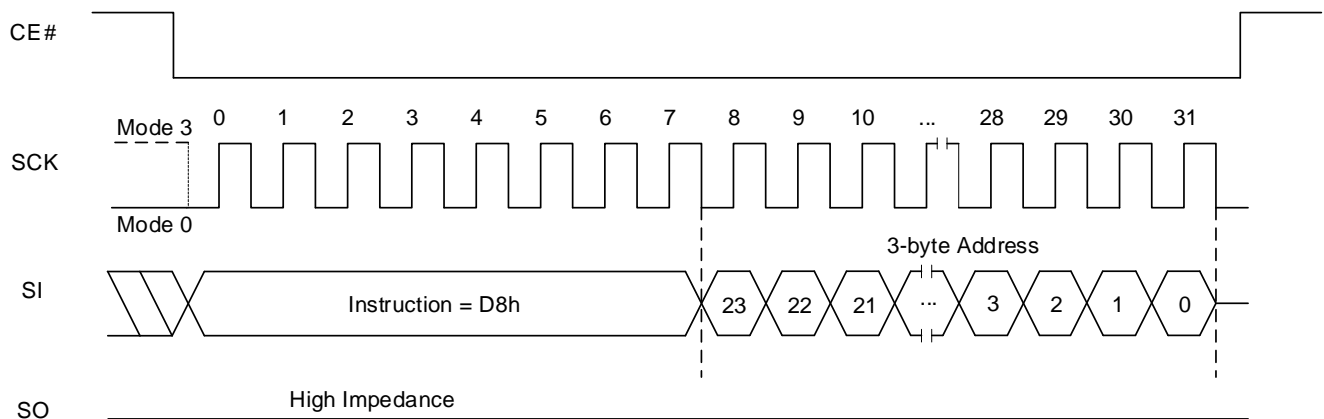 CE#
0 1 2 3 4 5 6 7 8 9 10 ... 28 29 30 31
Mode 3
SCK
Mode 0
3-byte Address
SI
Instruction = D8h 23 22 21 ... 3 2 1 0
High Impedance
SO